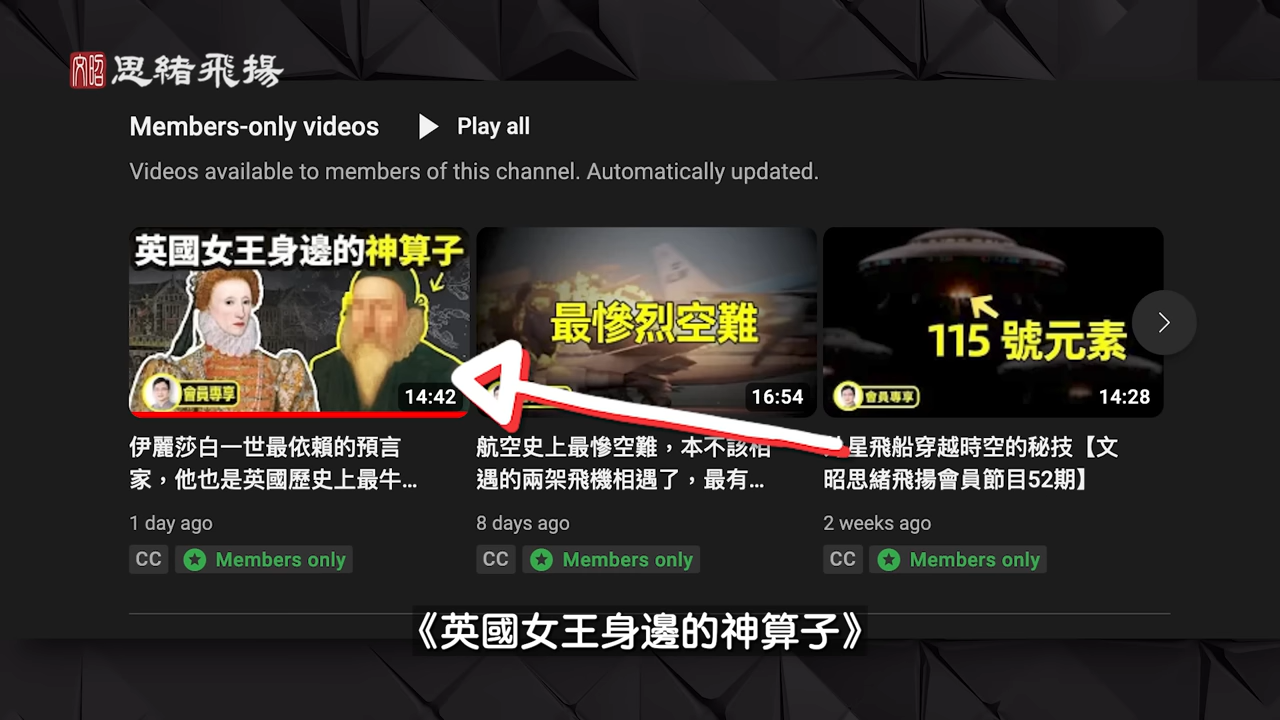 文昭 思緒飛揚
Members-only videos Play all
Videos available to members of this channel. Automatically updated.
英國女王身邊的神算子
會員專享
14:42
最慘烈空難
16:54
115 號元素
會員專享
14:28
伊麗莎白一世最依賴的預言
家，他也是英國歷史上最牛...
1 day ago
CC Members only
航空史上最慘空難，本不該相
遇的兩架飛機相遇了，最有...
8 days ago
CC Members only
星飛船穿越時空的秘技【文
昭思緒飛揚會員節目52期】
2 weeks ago
CC Members only
《英國女王身邊的神算子》